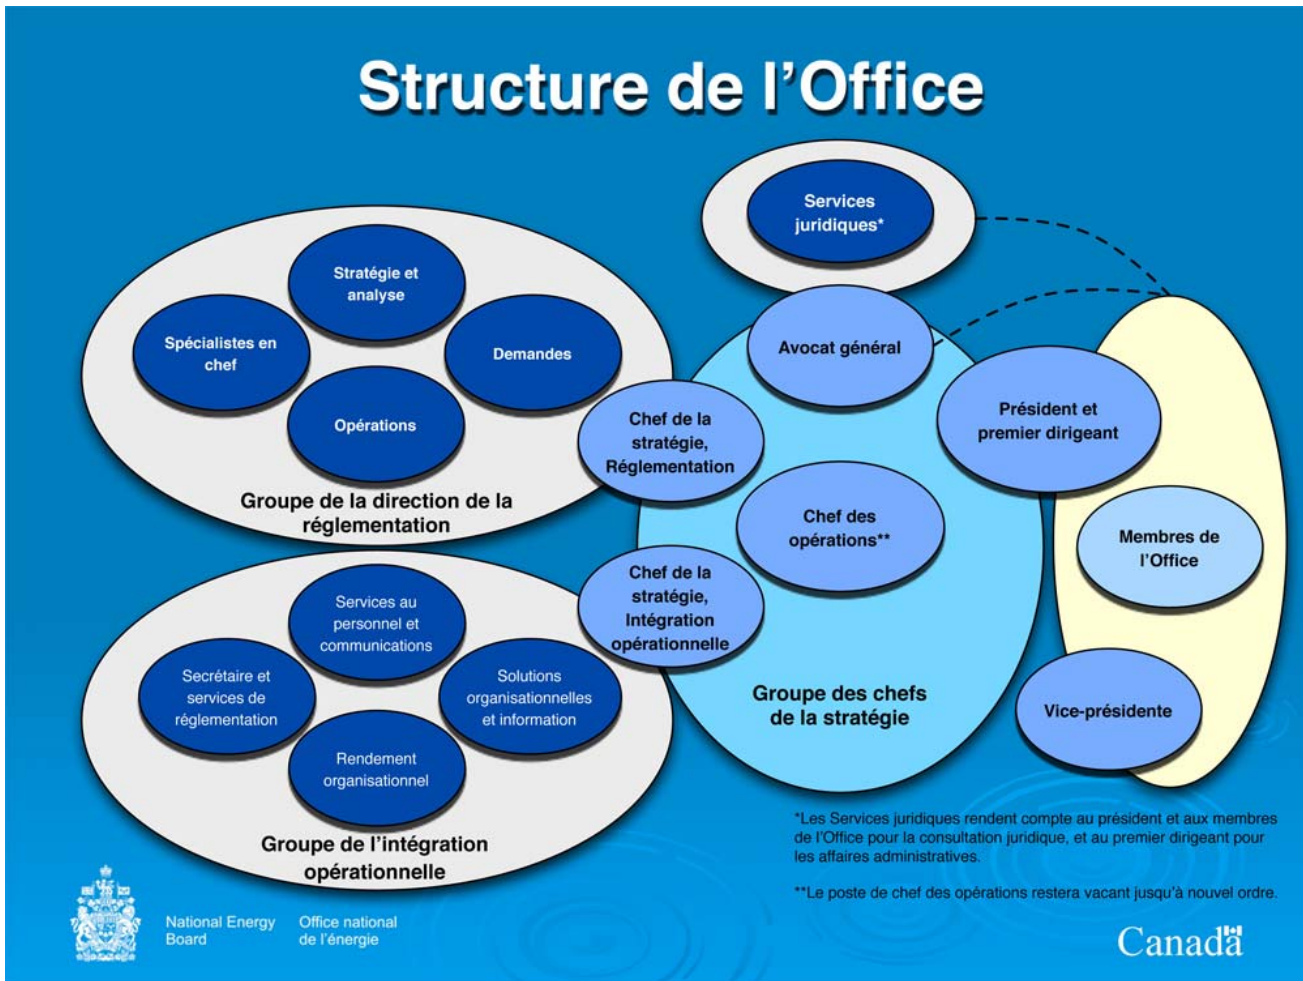 Structure de l'Office
Services
juridiques*
Stratégie et
analyse
Spécialistes en
chef
Demandes
Opérations
Groupe de la direction de la
réglementation
Avocat général
Chef de la
stratégie,
Réglementation
Président et
premier dirigeant
Chef des
opérations**
Membres de
l'Office
Chef de la
stratégie,
Intégration
opérationnelle
Groupe des chefs
de la stratégie
Vice-présidente
Services au
personnel et
communications
Secrétaire et
services de
réglementation
Solutions
organisationnelles
et information
Rendement
organisationnel
Groupe de l'intégration
opérationnelle
*Les Services juridiques rendent compte au président et aux membres
de l'Office pour la consultation juridique, et au premier dirigeant pour
les affaires administratives.
**Le poste de chef des opérations restera vacant jusqu'à nouvel ordre.
National Energy
Board
Office national
de l'énergie
Canada